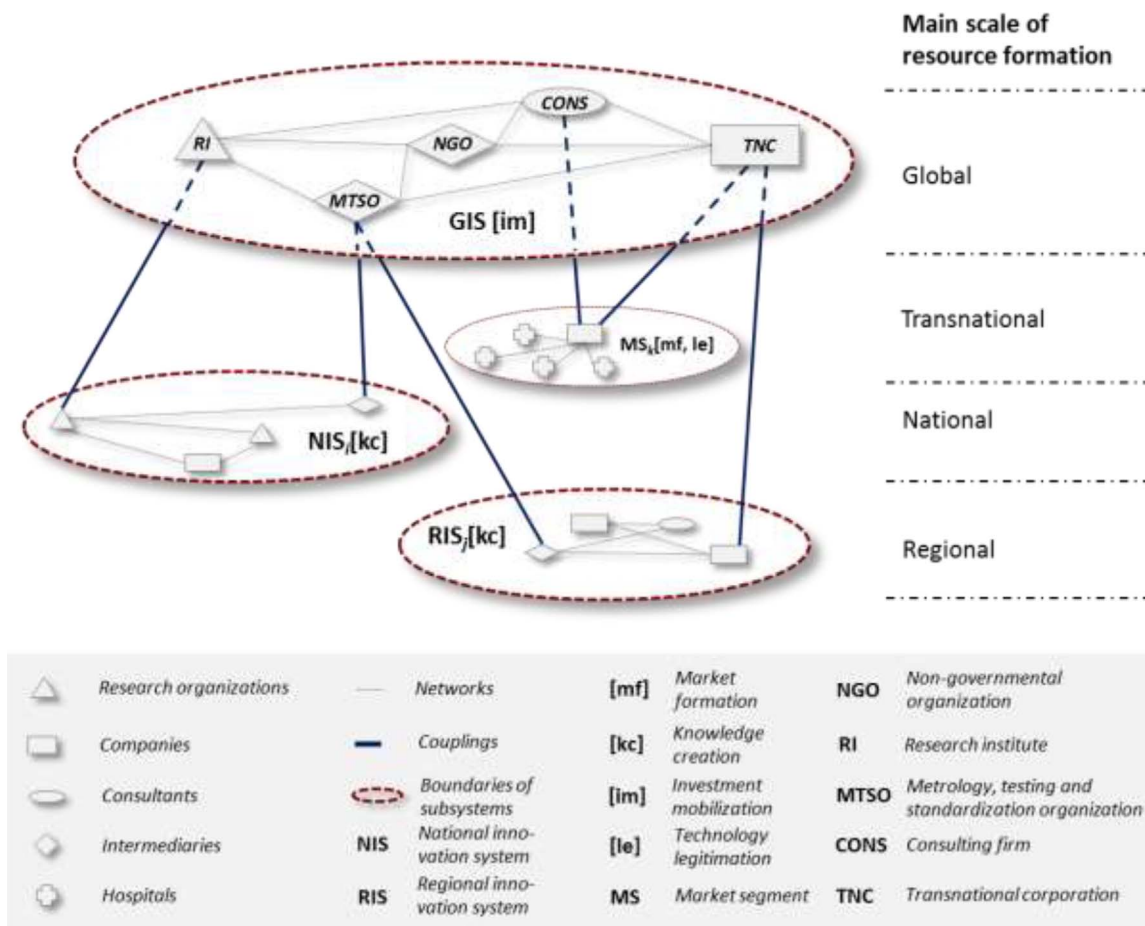 Main scale of
resource formation
CONS
RI
NGO
TNC
Global
MTSO
GIS [im]
Transnational
MSk[mf, le]
National
NISi[kc]
RISj[kc]
Regional
Research organizations
Networks
[mf]
Market
formation
NGO
Non-governmental
organization
Companies
Couplings
[kc]
Knowledge
creation
RI
Research institute
Consultants
Boundaries of
subsystems
[im]
Investment
mobilization
MTSO
Metrology, testing and
standardization organization
Intermediaries
NIS
National inno-
vation system
[le]
Technology
legitimation
CONS
Consulting firm
Hospitals
RIS
Regional inno-
vation system
MS
Market segment
TNC
Transnational corporation